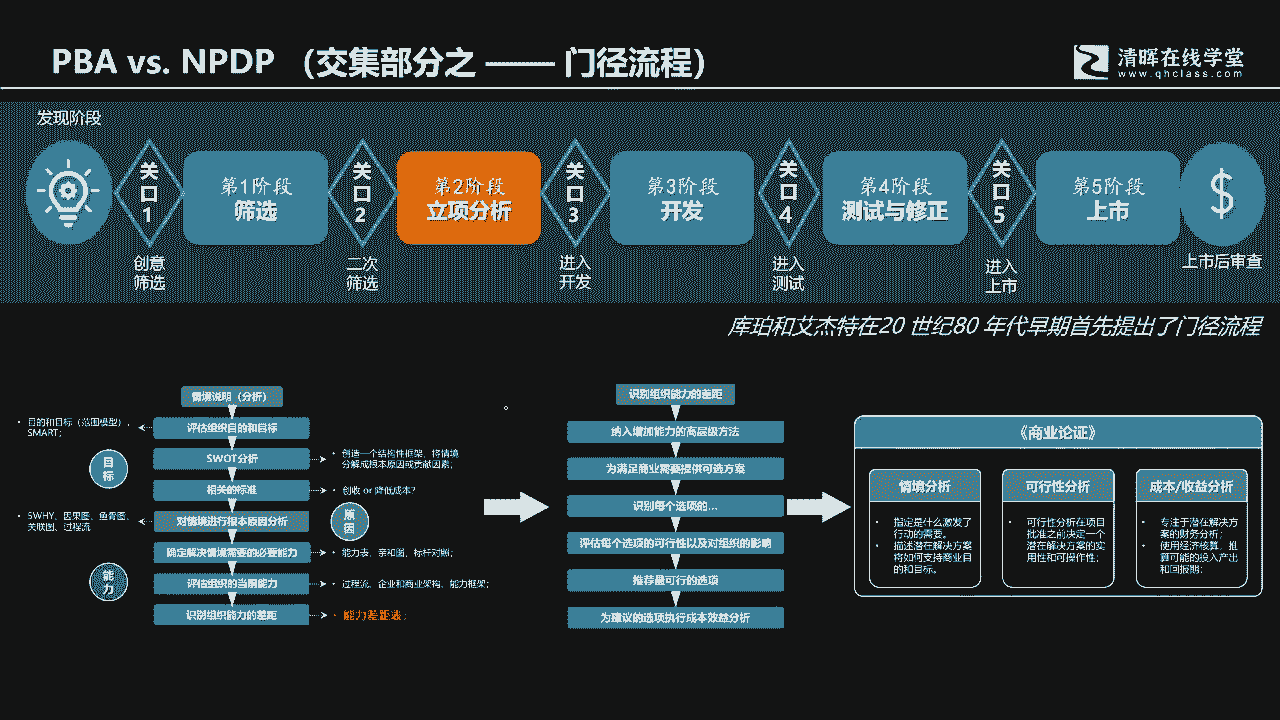 PBA vs. NPDP （交集部分之 —— 门径流程）
清晖在线学堂
www.qhclass.com
发现阶段
关口1
创意
筛选
第1阶段
筛选
关口2
二次
筛选
第2阶段
立项分析
关口3
进入
开发
第3阶段
开发
关口4
进入
测试
第4阶段
测试与修正
关口5
进入
上市
第5阶段
上市
$
上市后审查
库珀和艾杰特在20 世纪80 年代早期首先提出了门径流程
情境说明（分析）
• 目的和目标（范围模型），
SMART；
评估组织目的和目标
目标
SWOT分析
• 创造一个结构性框架，将情境
分解成根本原因或贡献因素；
相关的标准
• 创收 or 降低成本？
• 5WHY、因果图、鱼骨图、
关联图、过程流
对情境进行根本原因分析
原因
确定解决情境需要的必要能力
• 能力表、亲和图、标杆对照；
能力
评估组织的当前能力
• 过程流、企业和商业架构、能力框架；
识别组织能力的差距
• 能力差距表；
识别组织能力的差距
纳入增加能力的高层级方法
为满足商业需要提供可选方案
识别每个选项的...
评估每个选项的可行性以及对组织的影响
推荐最可行的选项
为建议的选项执行成本效益分析
《商业论证》
情境分析
• 指定是什么激发了
行动的需要。
• 描述潜在解决方案
将如何支持商业目
的和目标。
可行性分析
• 可行性分析在项目
批准之前决定一个
潜在解决方案的实
用性和可操作性；
成本/收益分析
• 专注于潜在解决方
案的财务分析；
• 使用经济核算，推
算可能的投入产出
和回报期；